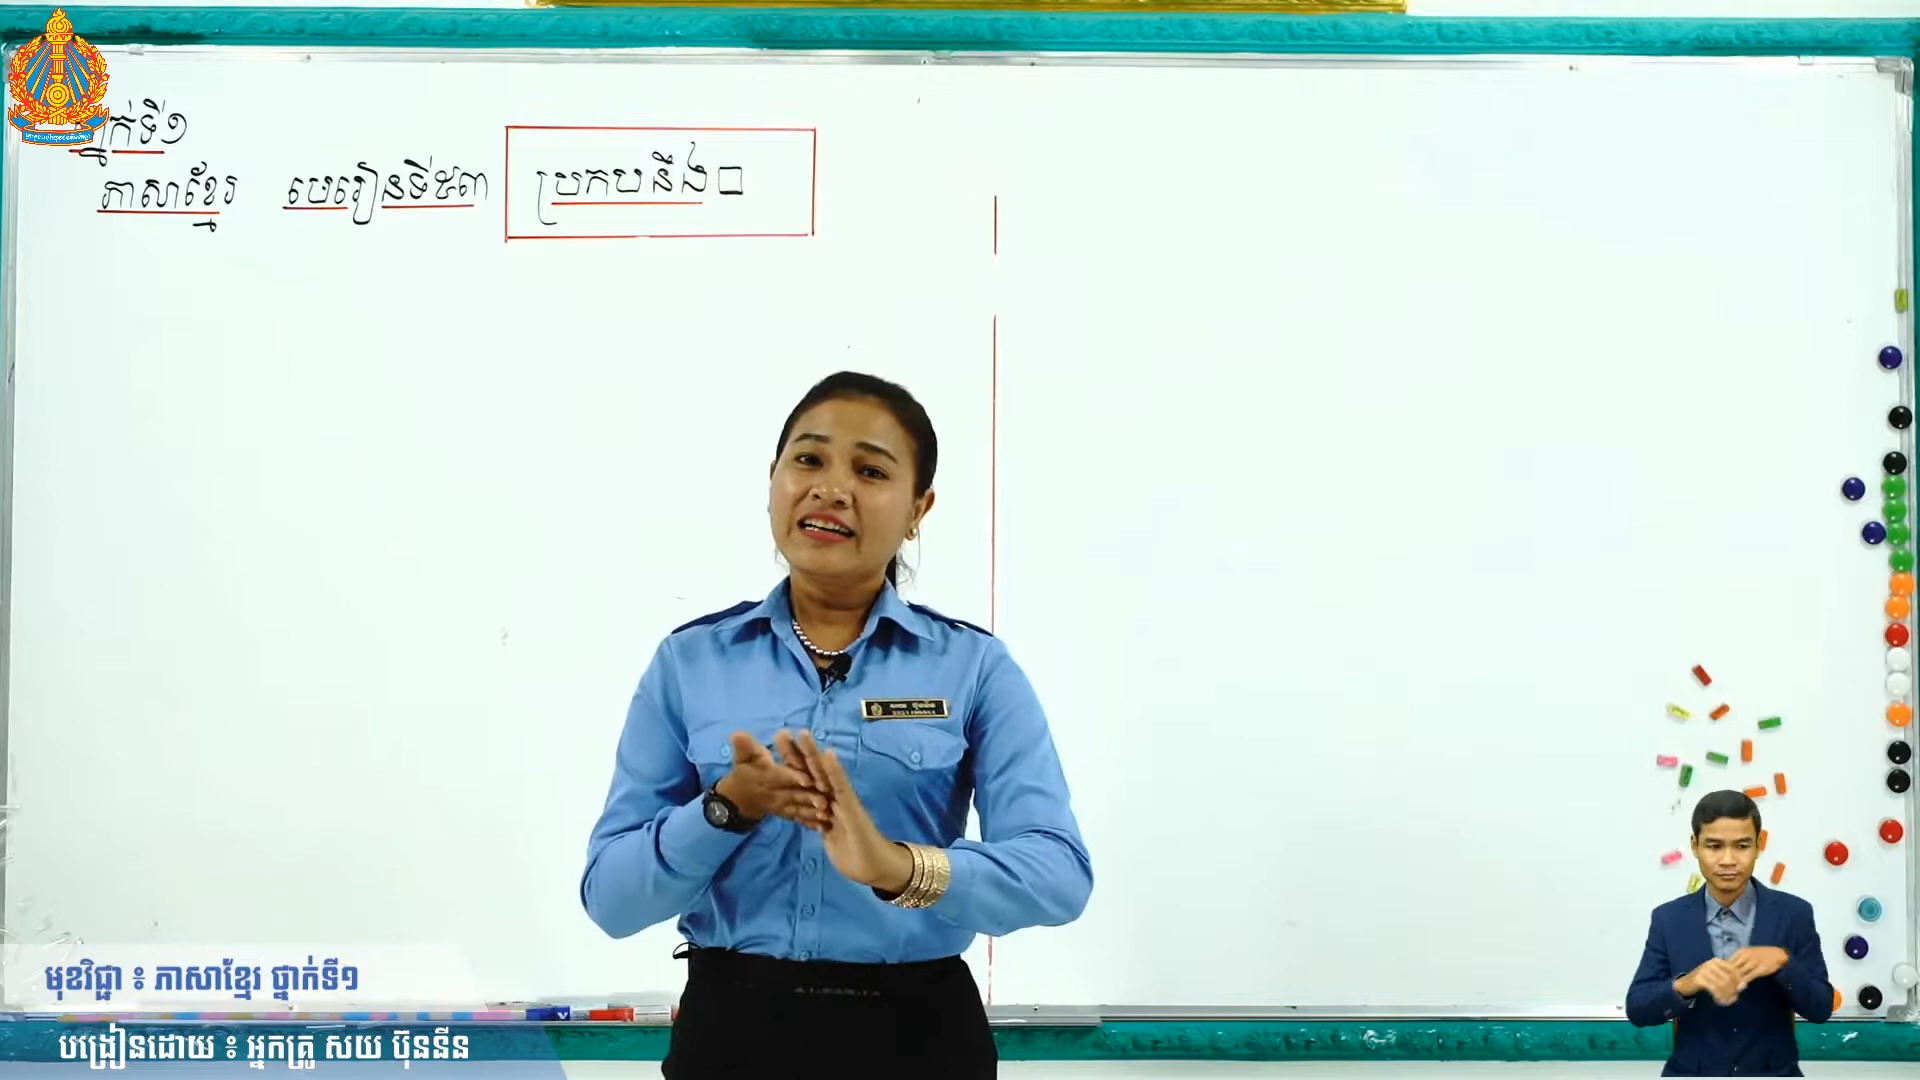 ថ្នាក់ទី១
ភាសាខ្មែរ មេរៀនទី៥៣ ប្រកបនឹង ០
មុខវិជ្ជា ៖ ភាសាខ្មែរ ថ្នាក់ទី១
បង្រៀនដោយ ៖ អ្នកគ្រូ សយ ប៊ុននីន